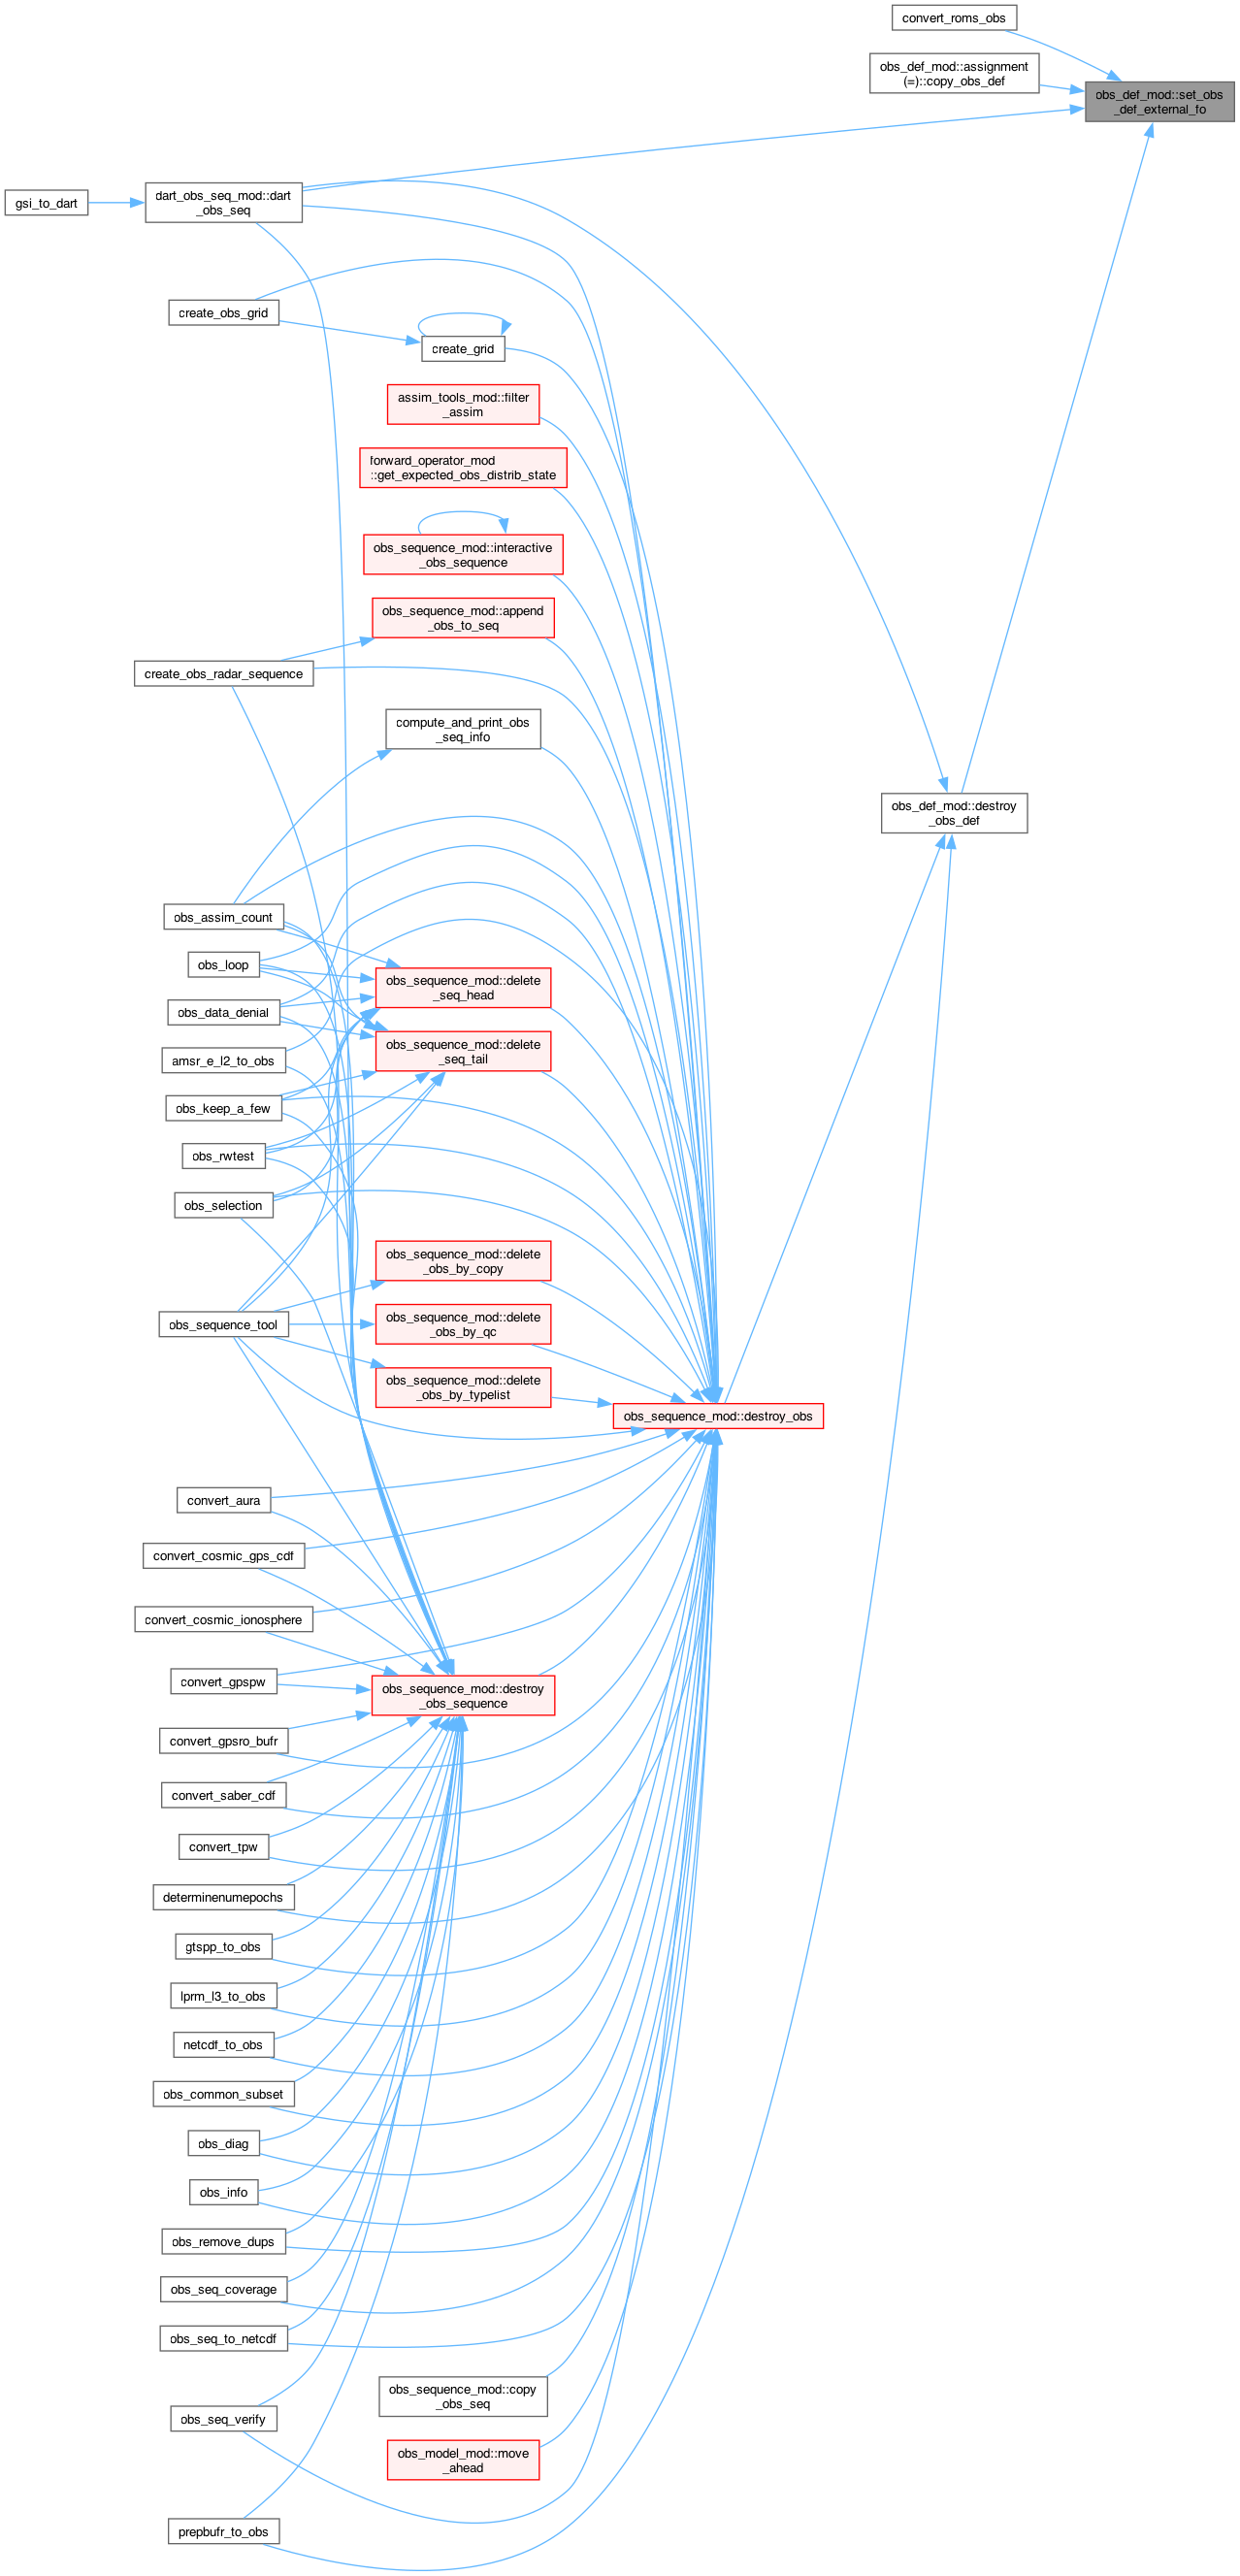 convert_roms_obs
obs_def_mod::assignment
(=)::copy_obs_def
obs_def_mod::set_obs
_def_external_fo
gsi_to_dart
dart_obs_seq_mod::dart
_obs_seq
create_obs_grid
create_grid
assim_tools_mod::filter
_assim
forward_operator_mod
::get_expected_obs_distrib_state
obs_sequence_mod::interactive
_obs_sequence
obs_sequence_mod::append
_obs_to_seq
create_obs_radar_sequence
compute_and_print_obs
_seq_info
obs_def_mod::destroy
_obs_def
obs_assim_count
obs_loop
obs_sequence_mod::delete
_seq_head
obs_data_denial
obs_sequence_mod::delete
_seq_tail
amsr_e_l2_to_obs
obs_keep_a_few
obs_rwtest
obs_selection
obs_sequence_mod::delete
_obs_by_copy
obs_sequence_tool
obs_sequence_mod::delete
_obs_by_qc
obs_sequence_mod::delete
_obs_by_typelist
obs_sequence_mod::destroy_obs
convert_aura
convert_cosmic_gps_cdf
convert_cosmic_ionosphere
convert_gpspw
obs_sequence_mod::destroy
_obs_sequence
convert_gpsro_bufr
convert_saber_cdf
convert_tpw
determinenumepochs
gtspp_to_obs
lprm_l3_to_obs
netcdf_to_obs
obs_common_subset
obs_diag
obs_info
obs_remove_dups
obs_seq_coverage
obs_seq_to_netcdf
obs_sequence_mod::copy
_obs_seq
obs_seq_verify
obs_model_mod::move
_ahead
prepbufr_to_obs